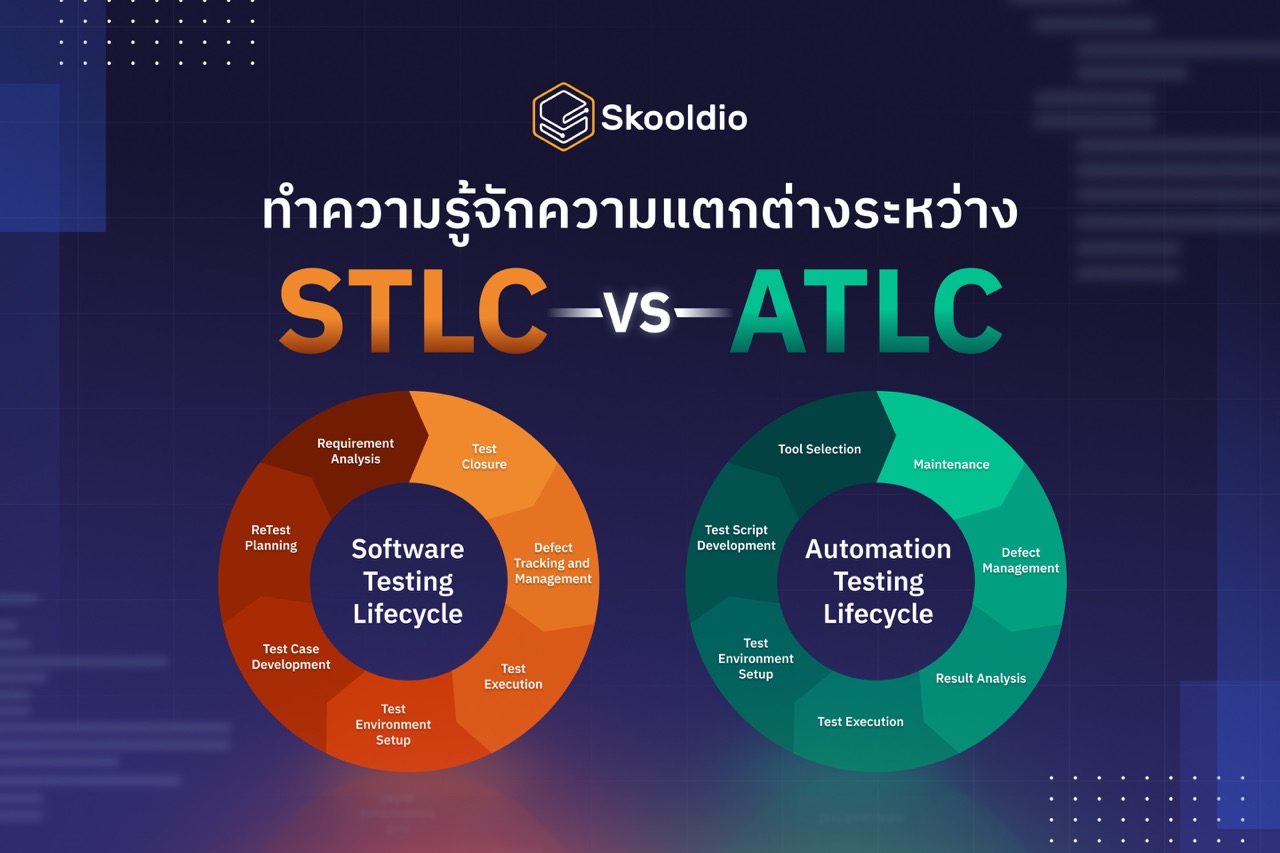 Skooldio
ทำความรู้จักความแตกต่างระหว่าง
STLC VS ATLC
Software
Testing
Lifecycle
Requirement
Analysis
ReTest
Planning
Test Case
Development
Test
Environment
Setup
Test
Execution
Defect
Tracking and
Management
Test
Closure
Automation
Testing
Lifecycle
Tool Selection
Test Script
Development
Test
Environment
Setup
Test Execution
Result Analysis
Defect
Management
Maintenance